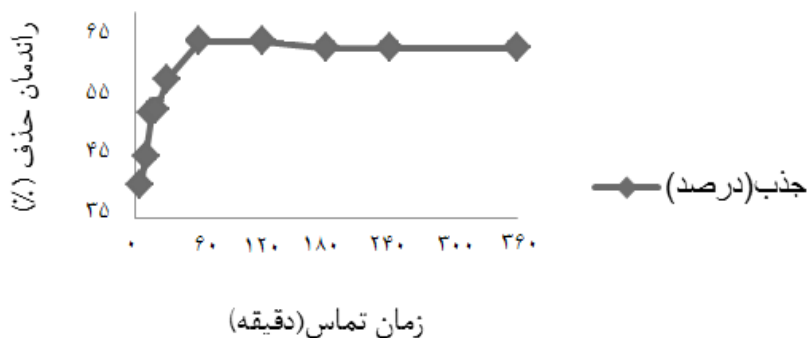 راندمان حذف (٪)
۶۵
۵۵
۴۵
۳۵
۰ ۶۰ ۱۲۰ ۱۸۰ ۲۴۰ ۳۰۰ ۳۶۰
زمان تماس(دقیقه)
جذب(درصد)